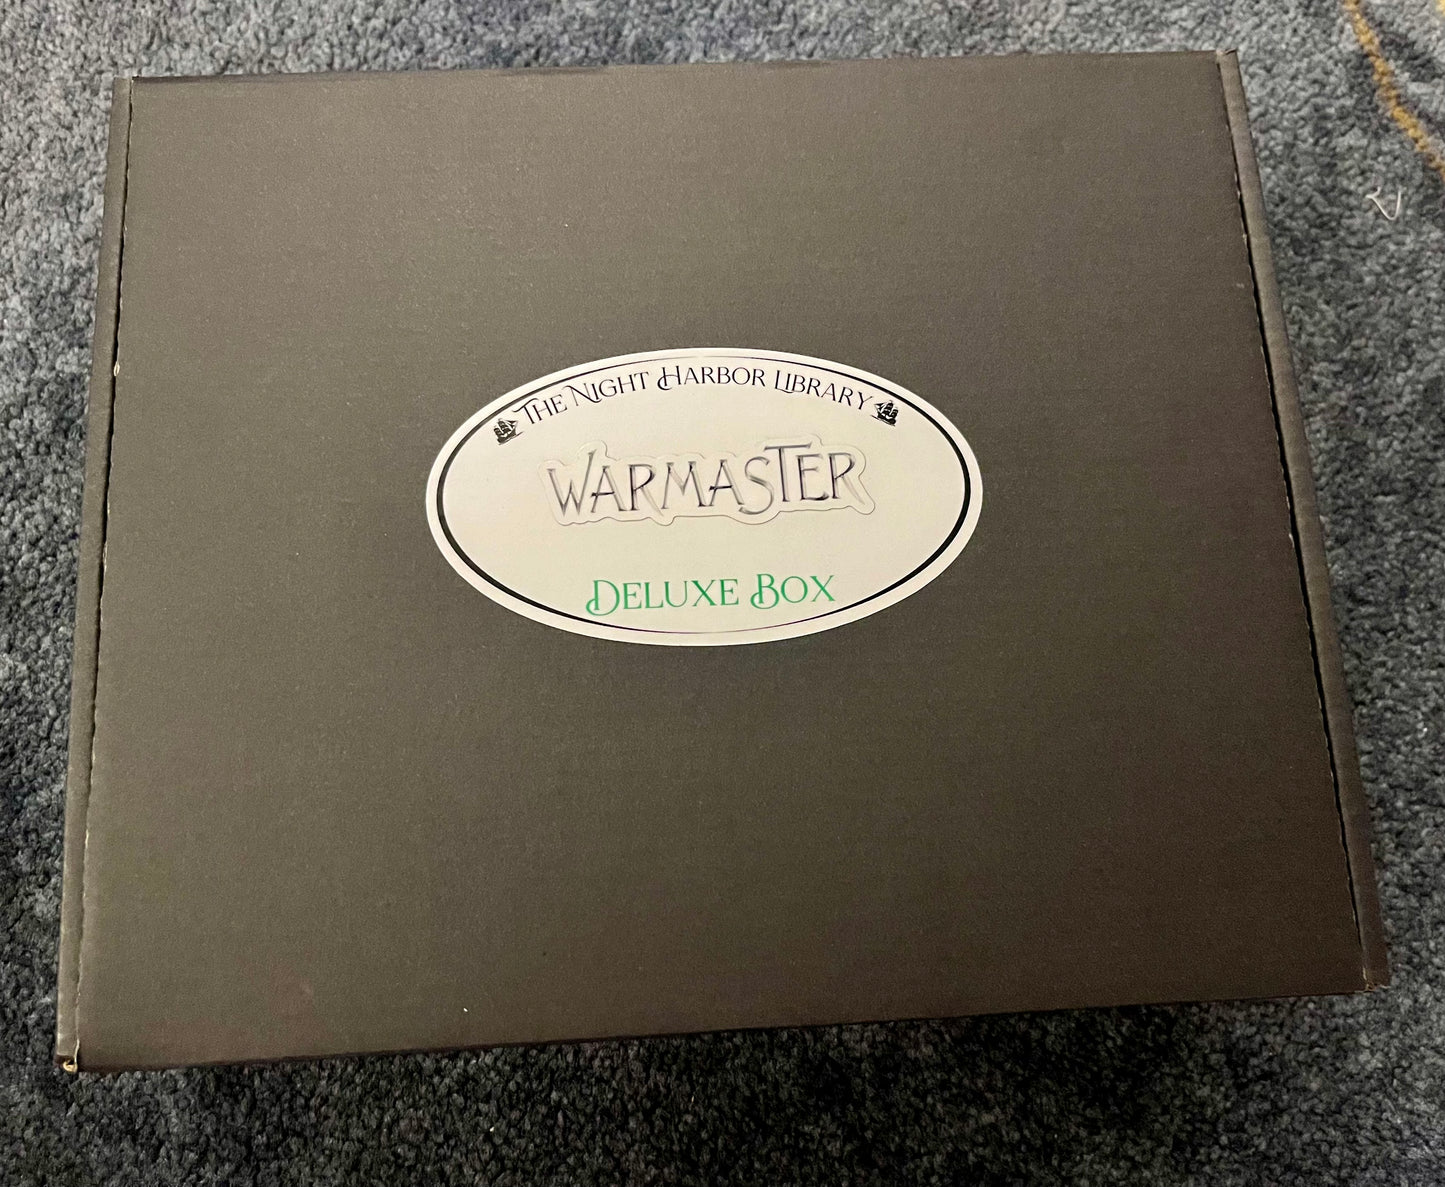 The Night Harbor Library
WARMASTER
Deluxe Box